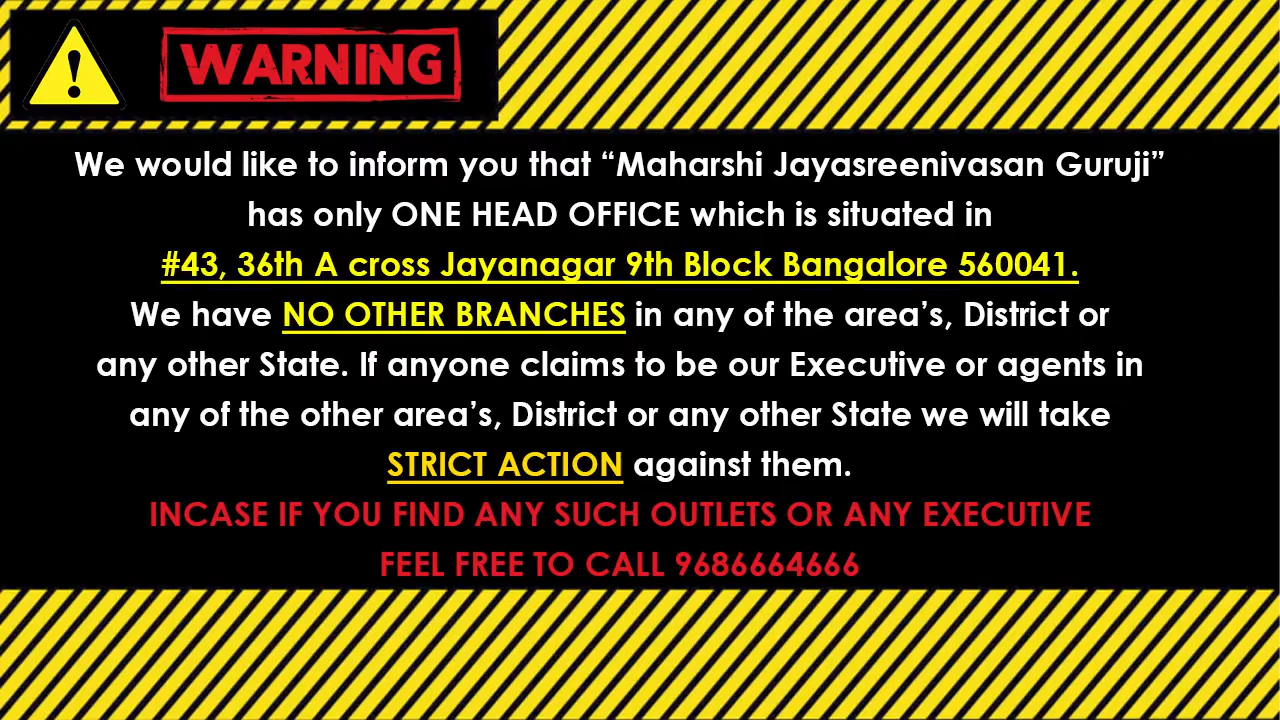 WARNING
We would like to inform you that “Maharshi Jayasreenivasan Guruji”
has only ONE HEAD OFFICE which is situated in
#43, 36th A cross Jayanagar 9th Block Bangalore 560041.
We have NO OTHER BRANCHES in any of the area’s, District or
any other State. If anyone claims to be our Executive or agents in
any of the other area’s, District or any other State we will take
STRICT ACTION against them.
INCASE IF YOU FIND ANY SUCH OUTLETS OR ANY EXECUTIVE
FEEL FREE TO CALL 9686664666